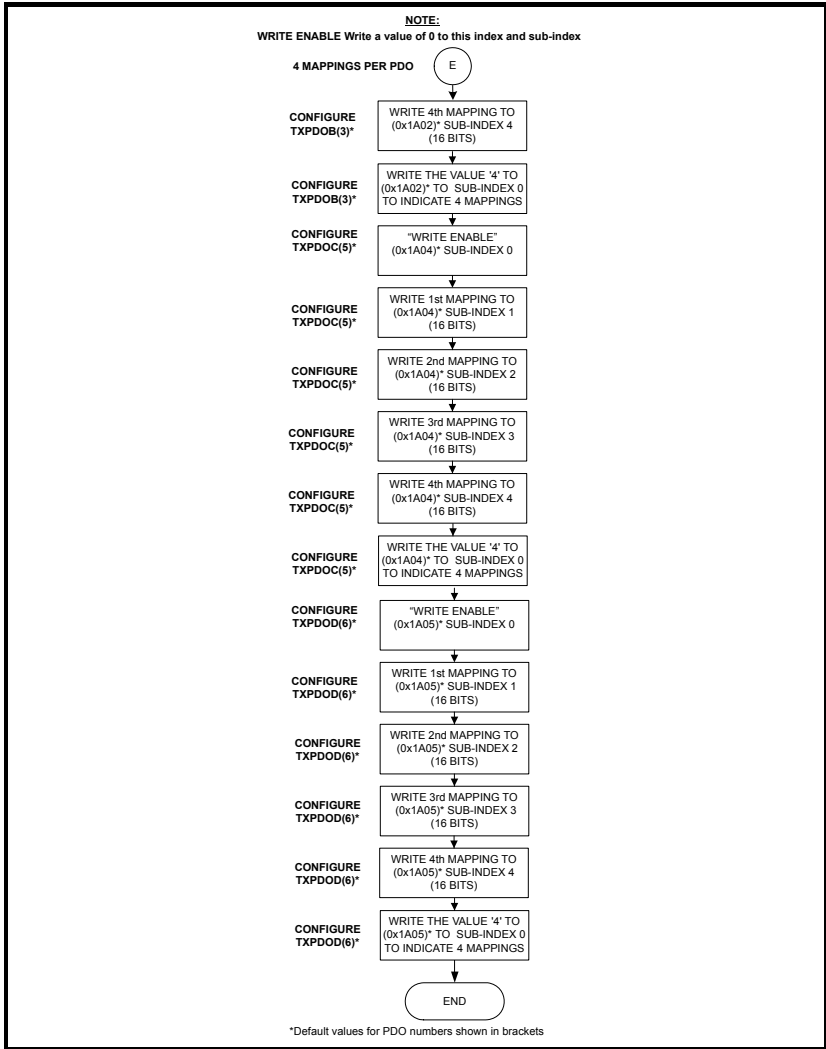 NOTE:
WRITE ENABLE Write a value of 0 to this index and sub-index
4 MAPPINGS PER PDO
E
CONFIGURE
TXPDOB(3)*
WRITE 4th MAPPING TO
(0x1A02)* SUB-INDEX 4
(16 BITS)
CONFIGURE
TXPDOB(3)*
WRITE THE VALUE '4' TO
(0x1A02)* TO SUB-INDEX 0
TO INDICATE 4 MAPPINGS
CONFIGURE
TXPDOC(5)*
“WRITE ENABLE”
(0x1A04)* SUB-INDEX 0
CONFIGURE
TXPDOC(5)*
WRITE 1st MAPPING TO
(0x1A04)* SUB-INDEX 1
(16 BITS)
CONFIGURE
TXPDOC(5)*
WRITE 2nd MAPPING TO
(0x1A04)* SUB-INDEX 2
(16 BITS)
CONFIGURE
TXPDOC(5)*
WRITE 3rd MAPPING TO
(0x1A04)* SUB-INDEX 3
(16 BITS)
CONFIGURE
TXPDOC(5)*
WRITE 4th MAPPING TO
(0x1A04)* SUB-INDEX 4
(16 BITS)
CONFIGURE
TXPDOC(5)*
WRITE THE VALUE '4' TO
(0x1A04)* TO SUB-INDEX 0
TO INDICATE 4 MAPPINGS
CONFIGURE
TXPDOD(6)*
“WRITE ENABLE”
(0x1A05)* SUB-INDEX 0
CONFIGURE
TXPDOD(6)*
WRITE 1st MAPPING TO
(0x1A05)* SUB-INDEX 1
(16 BITS)
CONFIGURE
TXPDOD(6)*
WRITE 2nd MAPPING TO
(0x1A05)* SUB-INDEX 2
(16 BITS)
CONFIGURE
TXPDOD(6)*
WRITE 3rd MAPPING TO
(0x1A05)* SUB-INDEX 3
(16 BITS)
CONFIGURE
TXPDOD(6)*
WRITE 4th MAPPING TO
(0x1A05)* SUB-INDEX 4
(16 BITS)
CONFIGURE
TXPDOD(6)*
WRITE THE VALUE '4' TO
(0x1A05)* TO SUB-INDEX 0
TO INDICATE 4 MAPPINGS
END
*Default values for PDO numbers shown in brackets